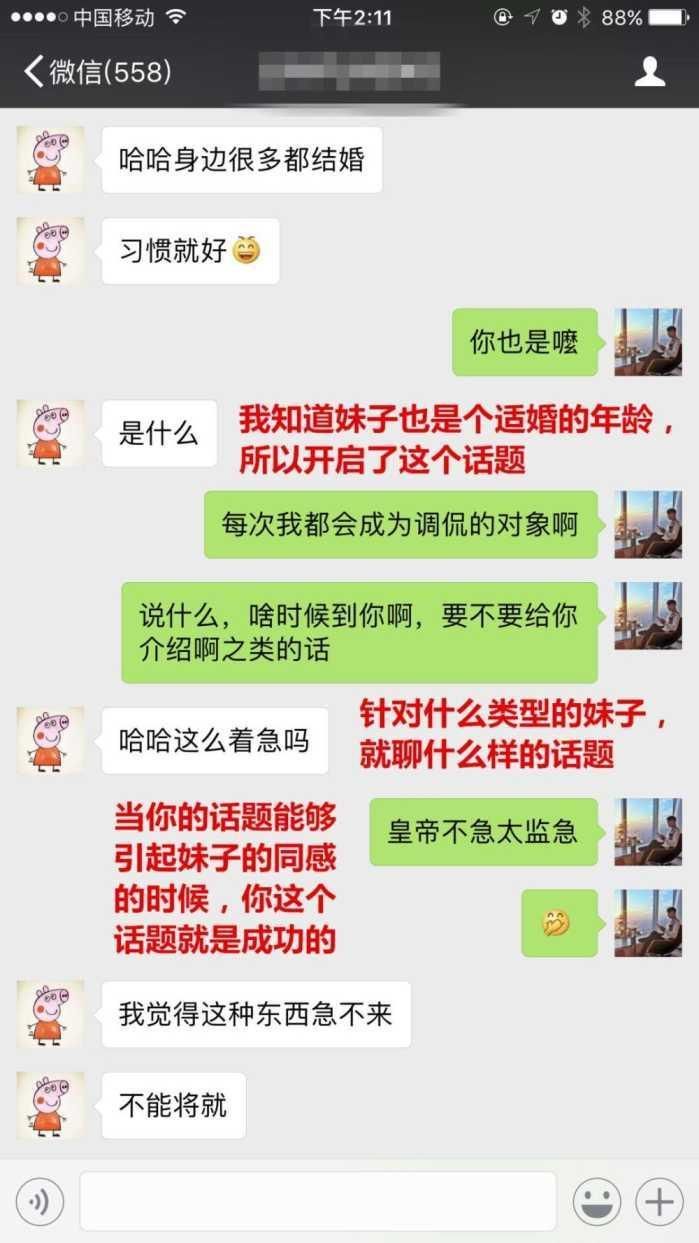 中国移动
下午2:11
88%
微信(558)
哈哈身边很多都结婚
习惯就好
你也是嚒
是什么
我知道妹子也是个适婚的年龄，
所以开启了这个话题
每次我都会成为调侃的对象啊
说什么，啥时候到你啊，要不要给你
介绍啊之类的话
哈哈这么着急吗
针对什么类型的妹子，
就聊什么样的话题
当你的话题能够
引起妹子的同感
的时候，你这个
话题就是成功的
皇帝不急太监急
我觉得这种东西急不来
不能将就